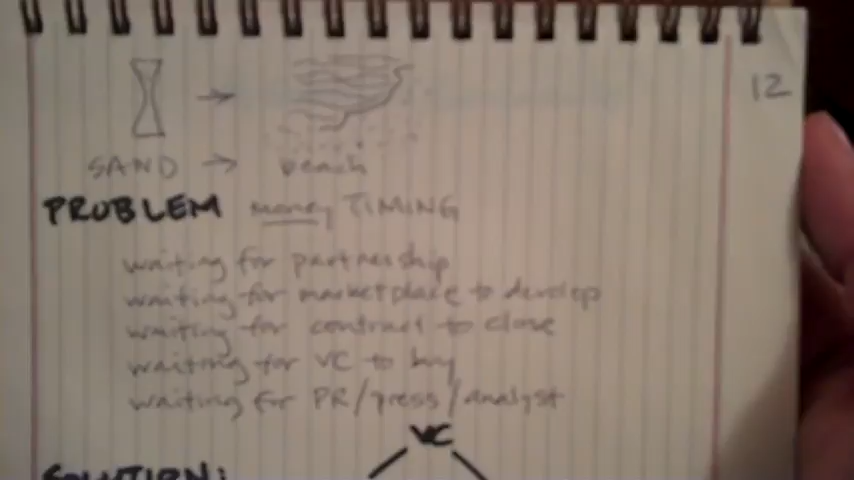 12
SAND → beach
PROBLEM money TIMING
waiting for partnership
waiting for marketplace to develop
waiting for contract to close
waiting for VC to buy
waiting for PR/press/analyst
VC
SOLUTION: